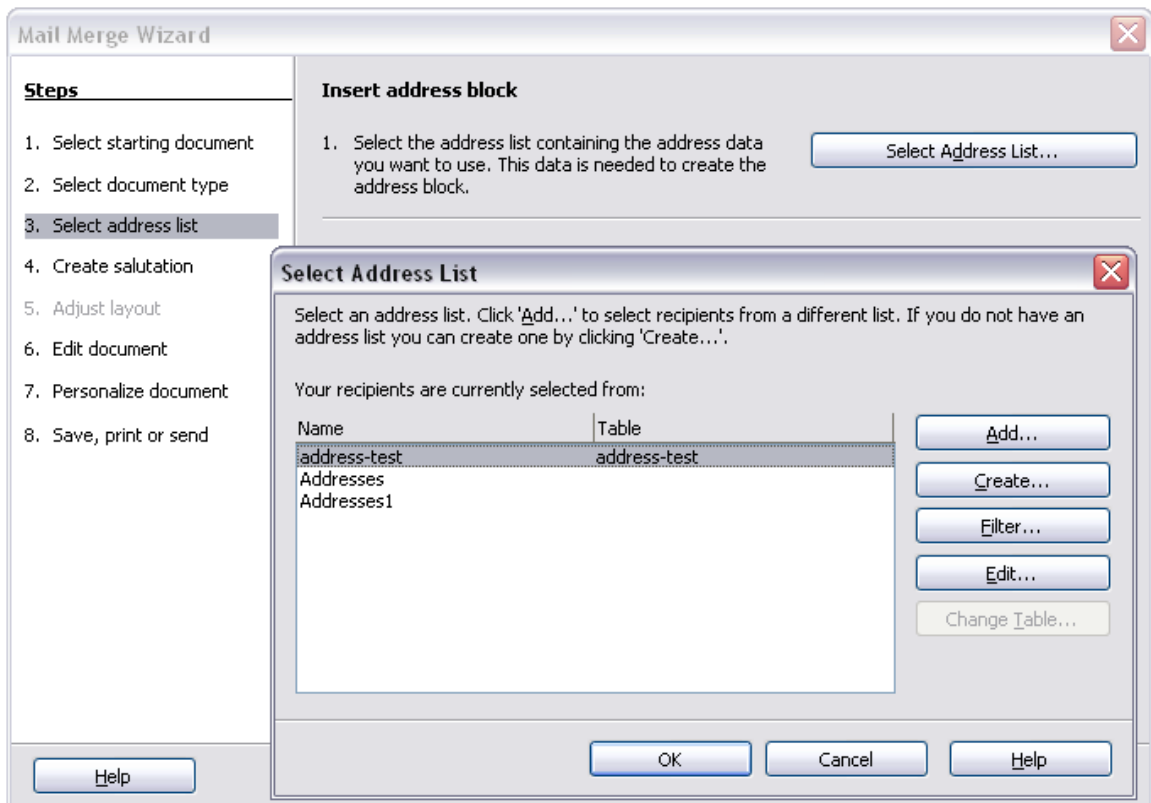 Mail Merge Wizard
Steps
1. Select starting document
2. Select document type
3. Select address list
4. Create salutation
5. Adjust layout
6. Edit document
7. Personalize document
8. Save, print or send
Help
Insert address block
1. Select the address list containing the address data
you want to use. This data is needed to create the
address block.
Select Address List...
Select Address List
Select an address list. Click 'Add...' to select recipients from a different list. If you do not have an
address list you can create one by clicking 'Create...'.
Your recipients are currently selected from:
Name Table
address-test address-test
Addresses
Addresses1
Add...
Create...
Filter...
Edit...
Change Table...
OK Cancel Help